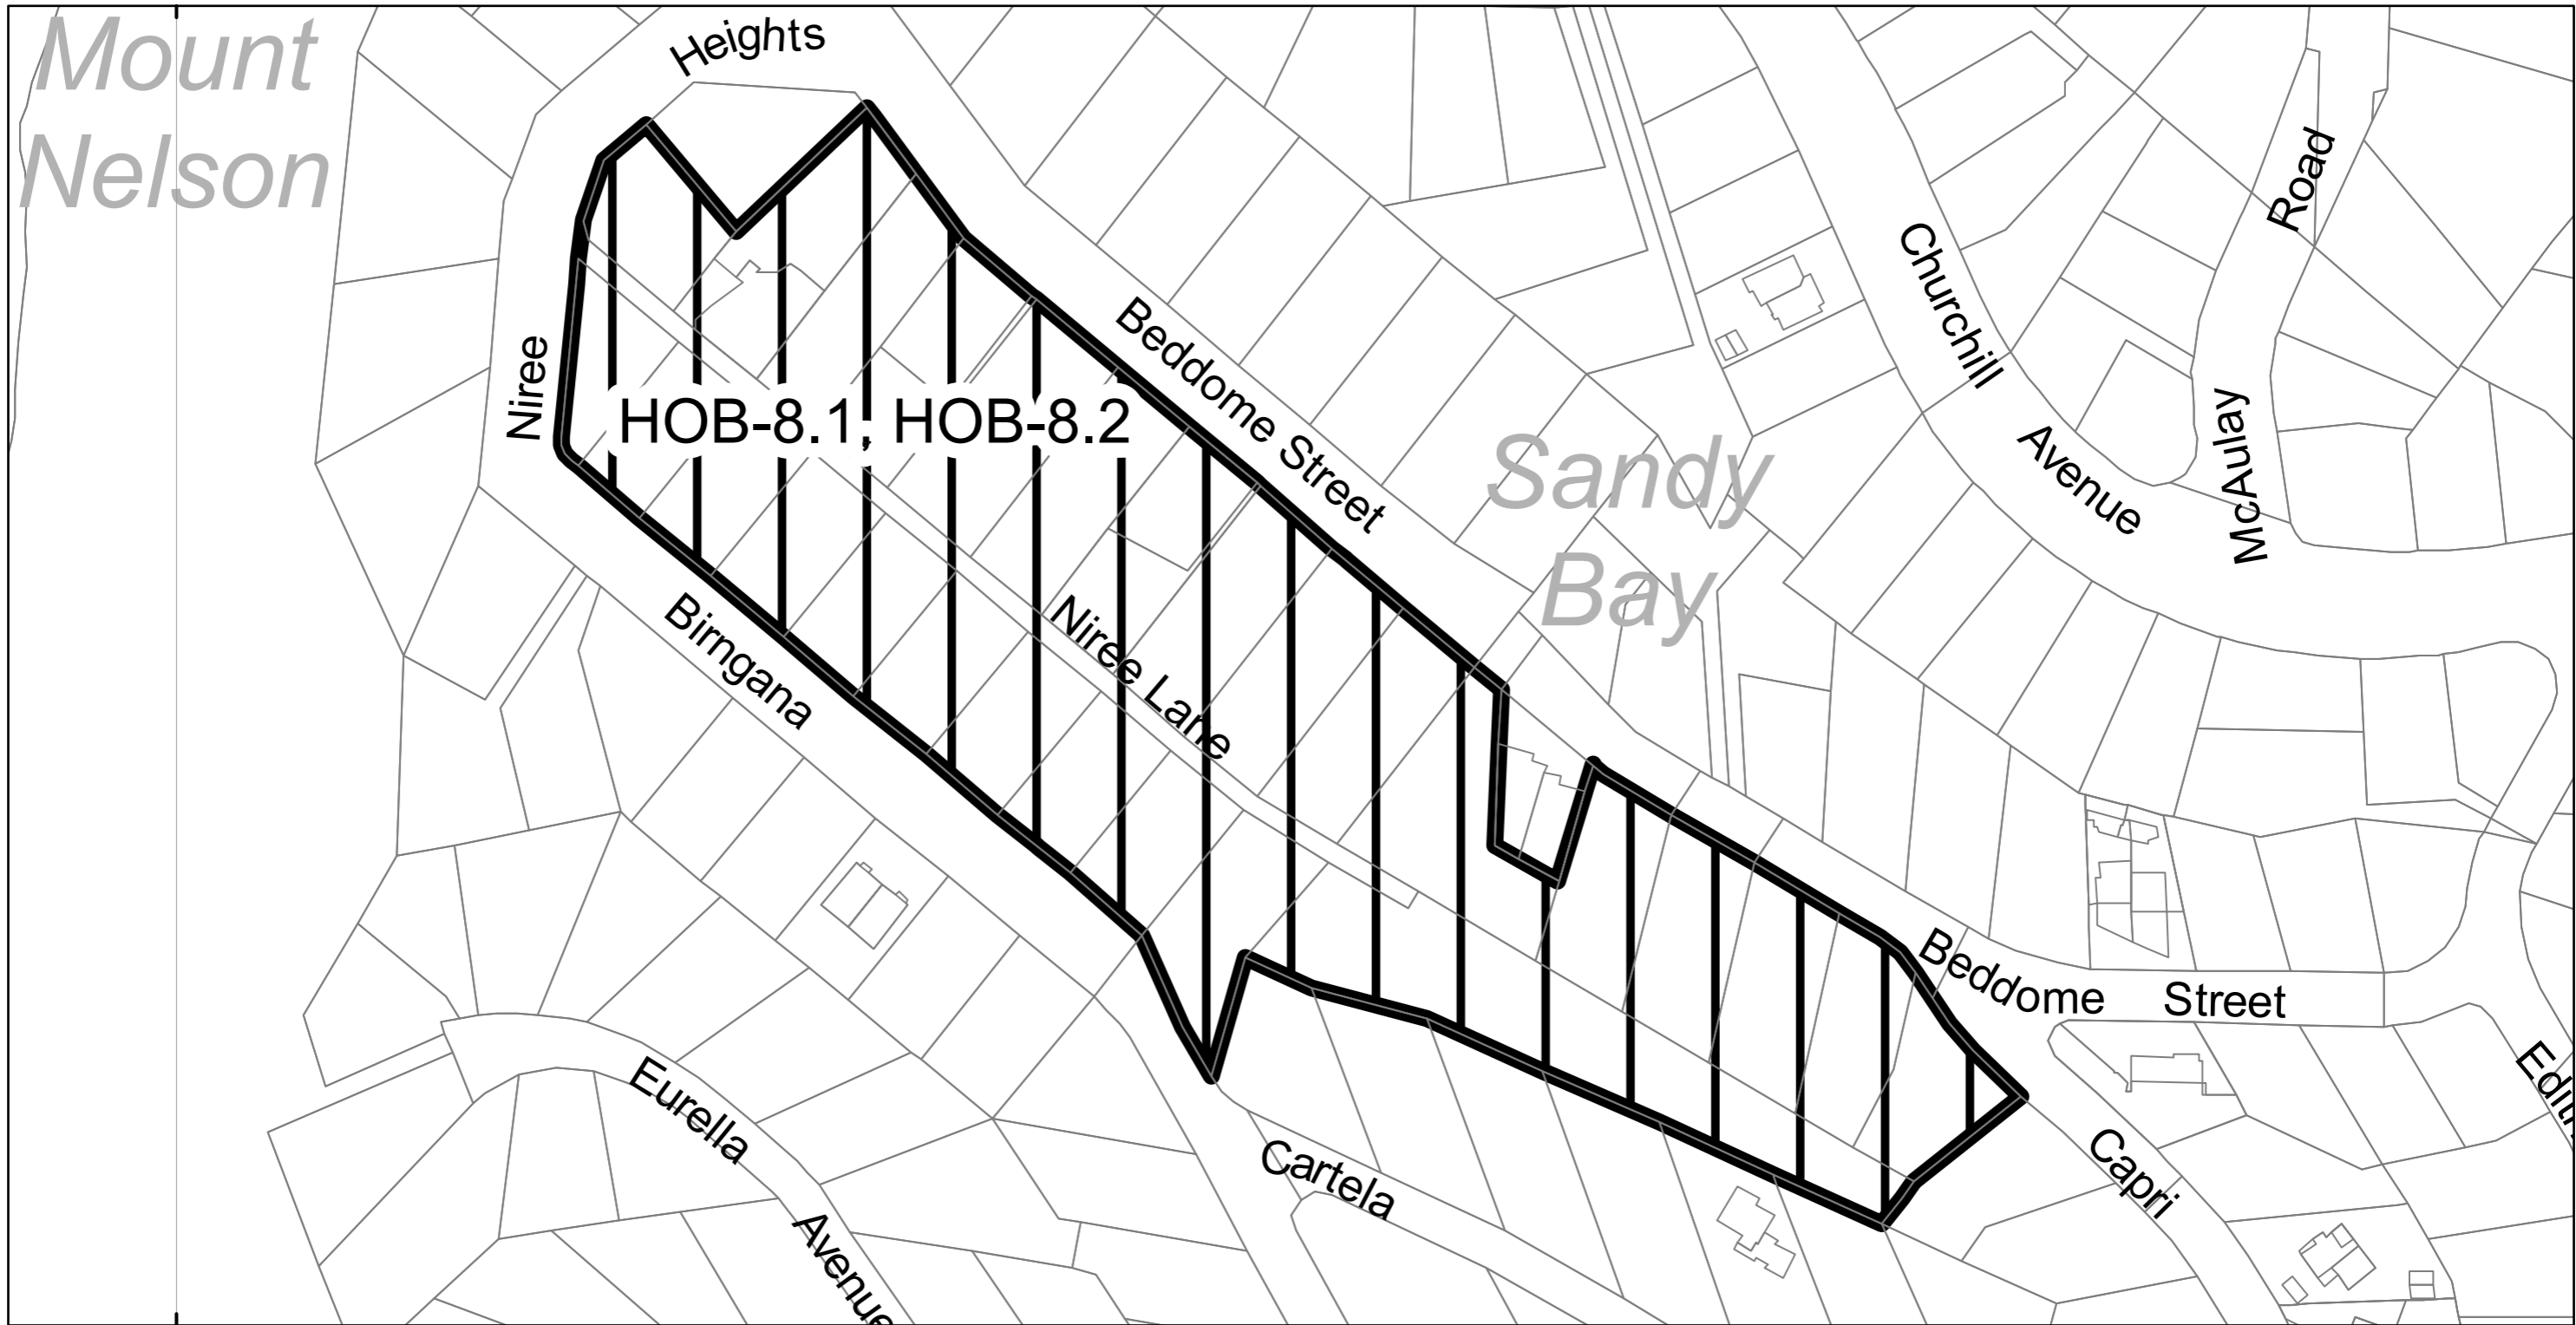 Mount
Nelson
Heights
Niree
HOB-8.1, HOB-8.2
Beddome Street
Churchill
Avenue
Road
McAulay
Sandy
Bay
Birngana
Niree Lane
Beddome Street
Eurella
Avenue
Cartela
Capri